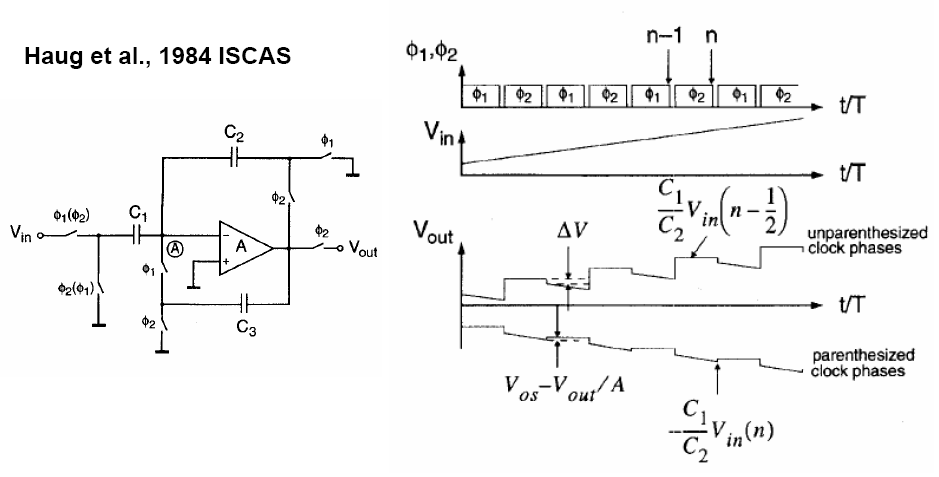 Haug et al., 1984 ISCAS
C₂
ϕ₁
ϕ₂
Vin
ϕ₁(ϕ₂)
C₁
A
−
+
A
ϕ₂
Vout
ϕ₂(ϕ₁)
ϕ₁
C₃
ϕ₂
n−1 n
ϕ₁,ϕ₂
ϕ₁ ϕ₂ ϕ₁ ϕ₂ ϕ₁ ϕ₂ ϕ₁ ϕ₂
t/T
Vin
t/T
C₁/C₂ Vin(n − 1/2)
Vout
ΔV
unparenthesized
clock phases
t/T
parenthesized
clock phases
Vos−Vout/A
−C₁/C₂ Vin(n)